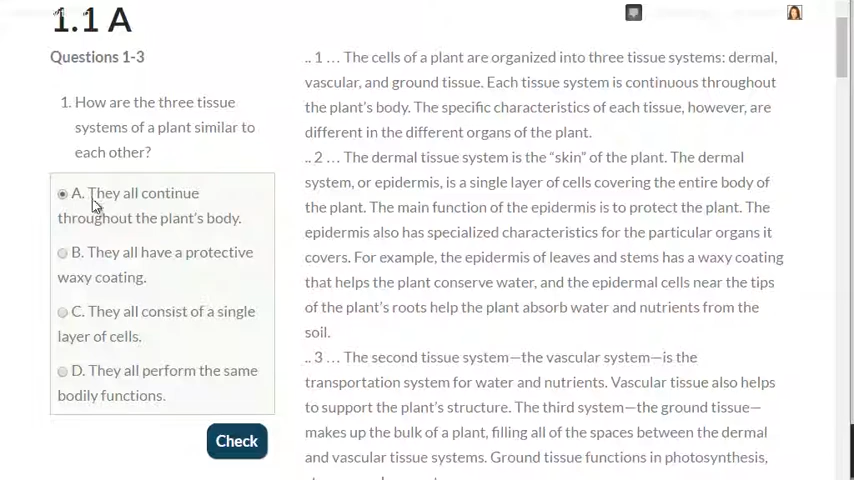 1.1 A
Questions 1-3
1. How are the three tissue
systems of a plant similar to
each other?
A. They all continue
throughout the plant's body.
B. They all have a protective
waxy coating.
C. They all consist of a single
layer of cells.
D. They all perform the same
bodily functions.
Check
.. 1 ... The cells of a plant are organized into three tissue systems: dermal,
vascular, and ground tissue. Each tissue system is continuous throughout
the plant's body. The specific characteristics of each tissue, however, are
different in the different organs of the plant.
.. 2 ... The dermal tissue system is the “skin” of the plant. The dermal
system, or epidermis, is a single layer of cells covering the entire body of
the plant. The main function of the epidermis is to protect the plant. The
epidermis also has specialized characteristics for the particular organs it
covers. For example, the epidermis of leaves and stems has a waxy coating
that helps the plant conserve water, and the epidermal cells near the tips
of the plant's roots help the plant absorb water and nutrients from the
soil.
.. 3 ... The second tissue system—the vascular system—is the
transportation system for water and nutrients. Vascular tissue also helps
to support the plant's structure. The third system—the ground tissue—
makes up the bulk of a plant, filling all of the spaces between the dermal
and vascular tissue systems. Ground tissue functions in photosynthesis,